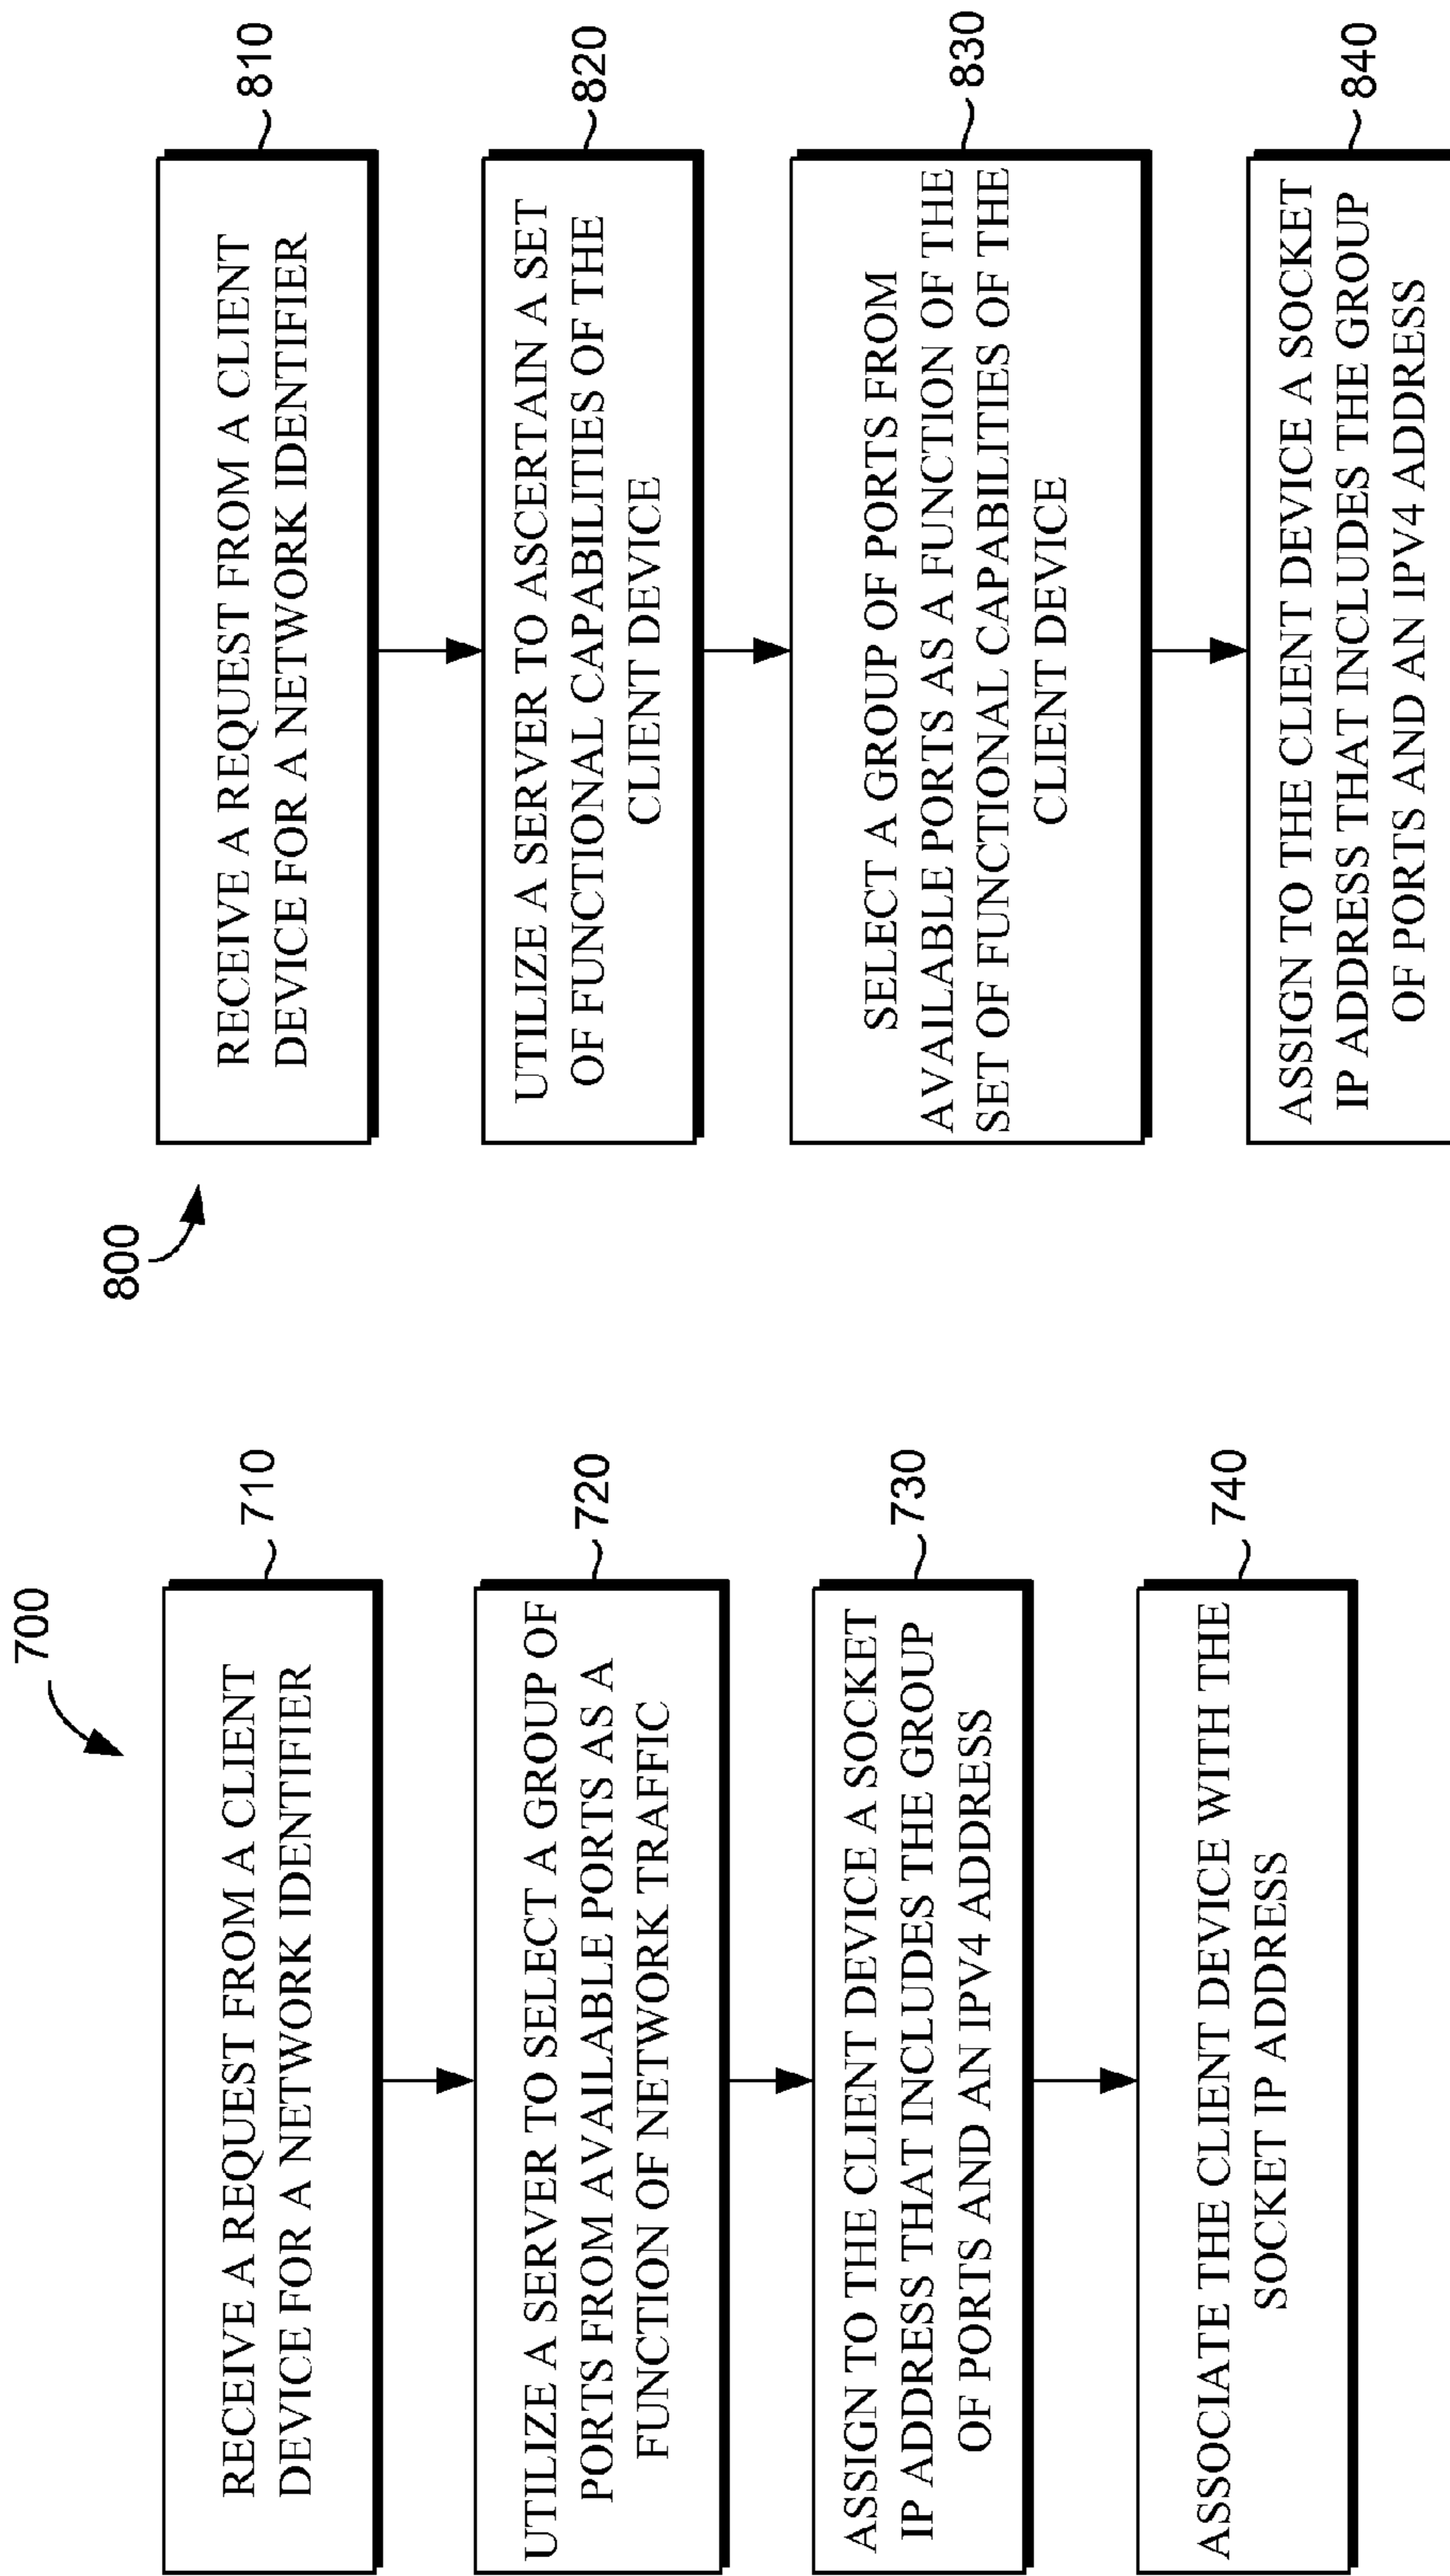 700
RECEIVE A REQUEST FROM A CLIENT
DEVICE FOR A NETWORK IDENTIFIER
710
UTILIZE A SERVER TO SELECT A GROUP OF
PORTS FROM AVAILABLE PORTS AS A
FUNCTION OF NETWORK TRAFFIC
720
ASSIGN TO THE CLIENT DEVICE A SOCKET
IP ADDRESS THAT INCLUDES THE GROUP
OF PORTS AND AN IPV4 ADDRESS
730
ASSOCIATE THE CLIENT DEVICE WITH THE
SOCKET IP ADDRESS
740
800
RECEIVE A REQUEST FROM A CLIENT
DEVICE FOR A NETWORK IDENTIFIER
810
UTILIZE A SERVER TO ASCERTAIN A SET
OF FUNCTIONAL CAPABILITIES OF THE
CLIENT DEVICE
820
SELECT A GROUP OF PORTS FROM
AVAILABLE PORTS AS A FUNCTION OF THE
SET OF FUNCTIONAL CAPABILITIES OF THE
CLIENT DEVICE
830
ASSIGN TO THE CLIENT DEVICE A SOCKET
IP ADDRESS THAT INCLUDES THE GROUP
OF PORTS AND AN IPV4 ADDRESS
840